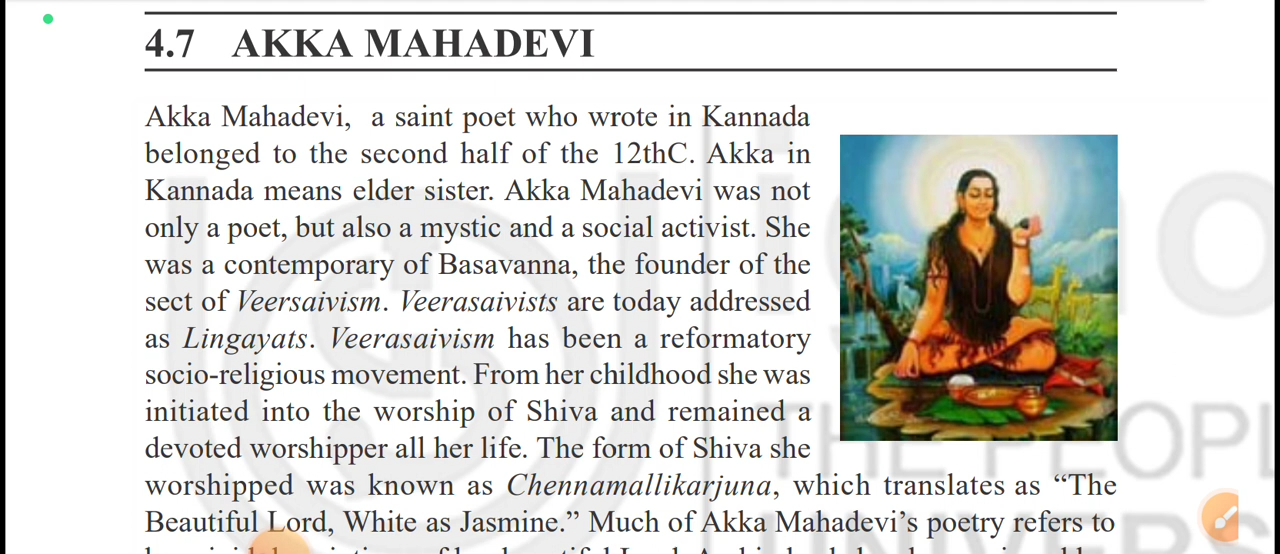 4.7 AKKA MAHADEVI
Akka Mahadevi, a saint poet who wrote in Kannada
belonged to the second half of the 12thC. Akka in
Kannada means elder sister. Akka Mahadevi was not
only a poet, but also a mystic and a social activist. She
was a contemporary of Basavanna, the founder of the
sect of Veersaivism. Veerasaivists are today addressed
as Lingayats. Veerasaivism has been a reformatory
socio-religious movement. From her childhood she was
initiated into the worship of Shiva and remained a
devoted worshipper all her life. The form of Shiva she
worshipped was known as Chennamallikarjuna, which translates as “The
Beautiful Lord, White as Jasmine.” Much of Akka Mahadevi’s poetry refers to
THE PEOPL